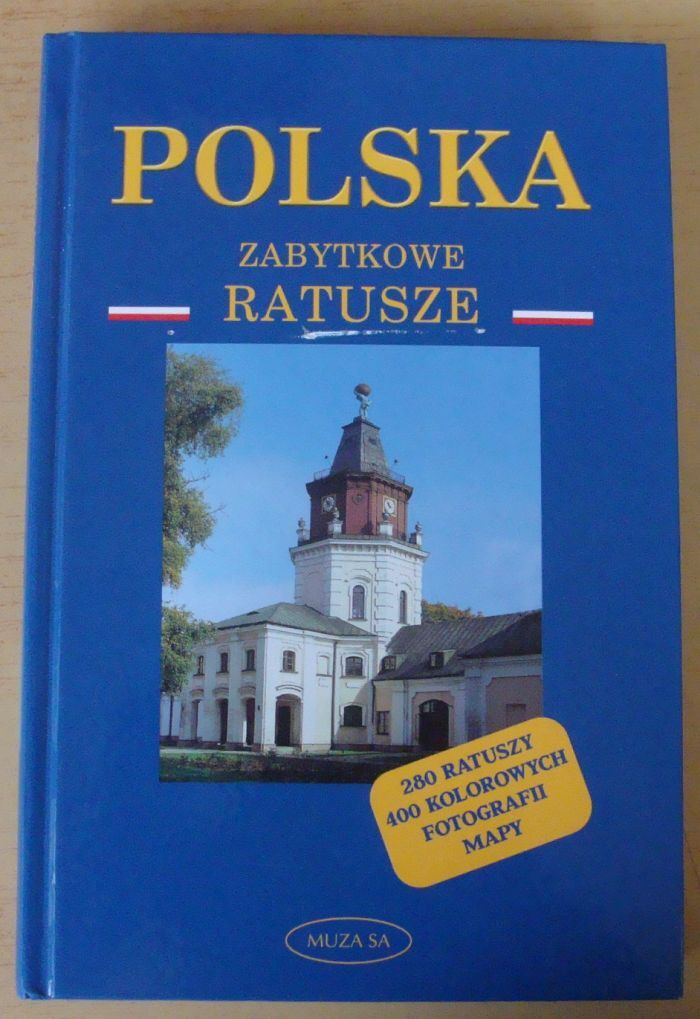 POLSKA
ZABYTKOWE
RATUSZE
280 RATUSZY
400 KOLOROWYCH
FOTOGRAFII
MAPY
MUZA SA